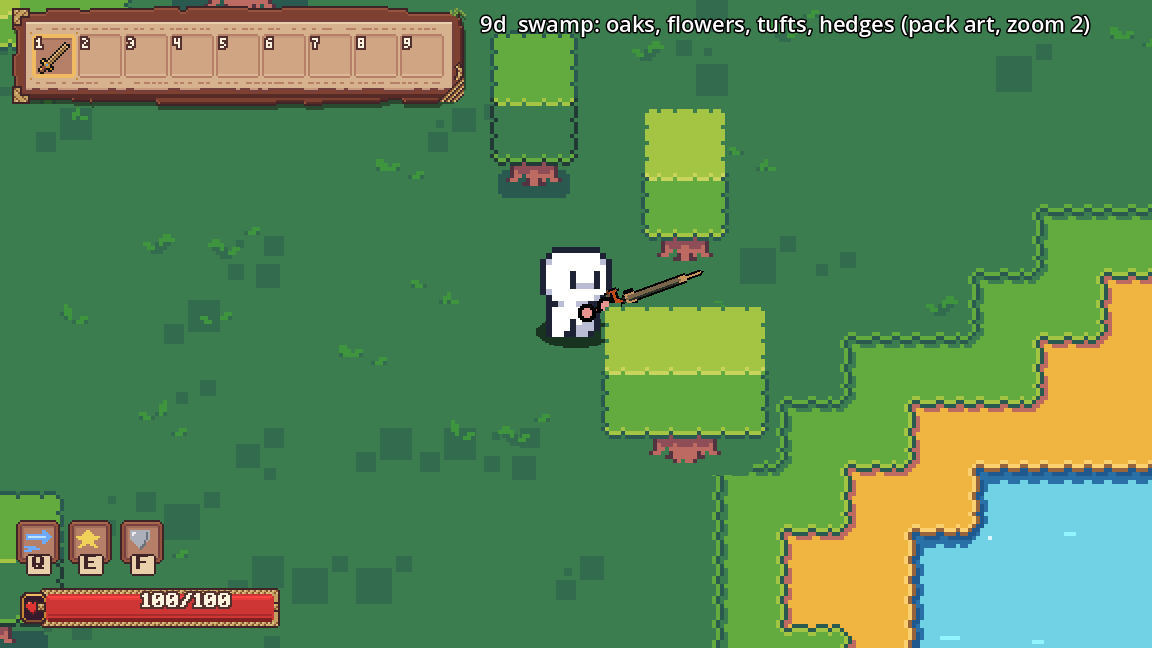 9d swamp: oaks, flowers, tufts, hedges (pack art, zoom 2)
1 2 3 4 5 6 7 8 9
Q E F
100/100